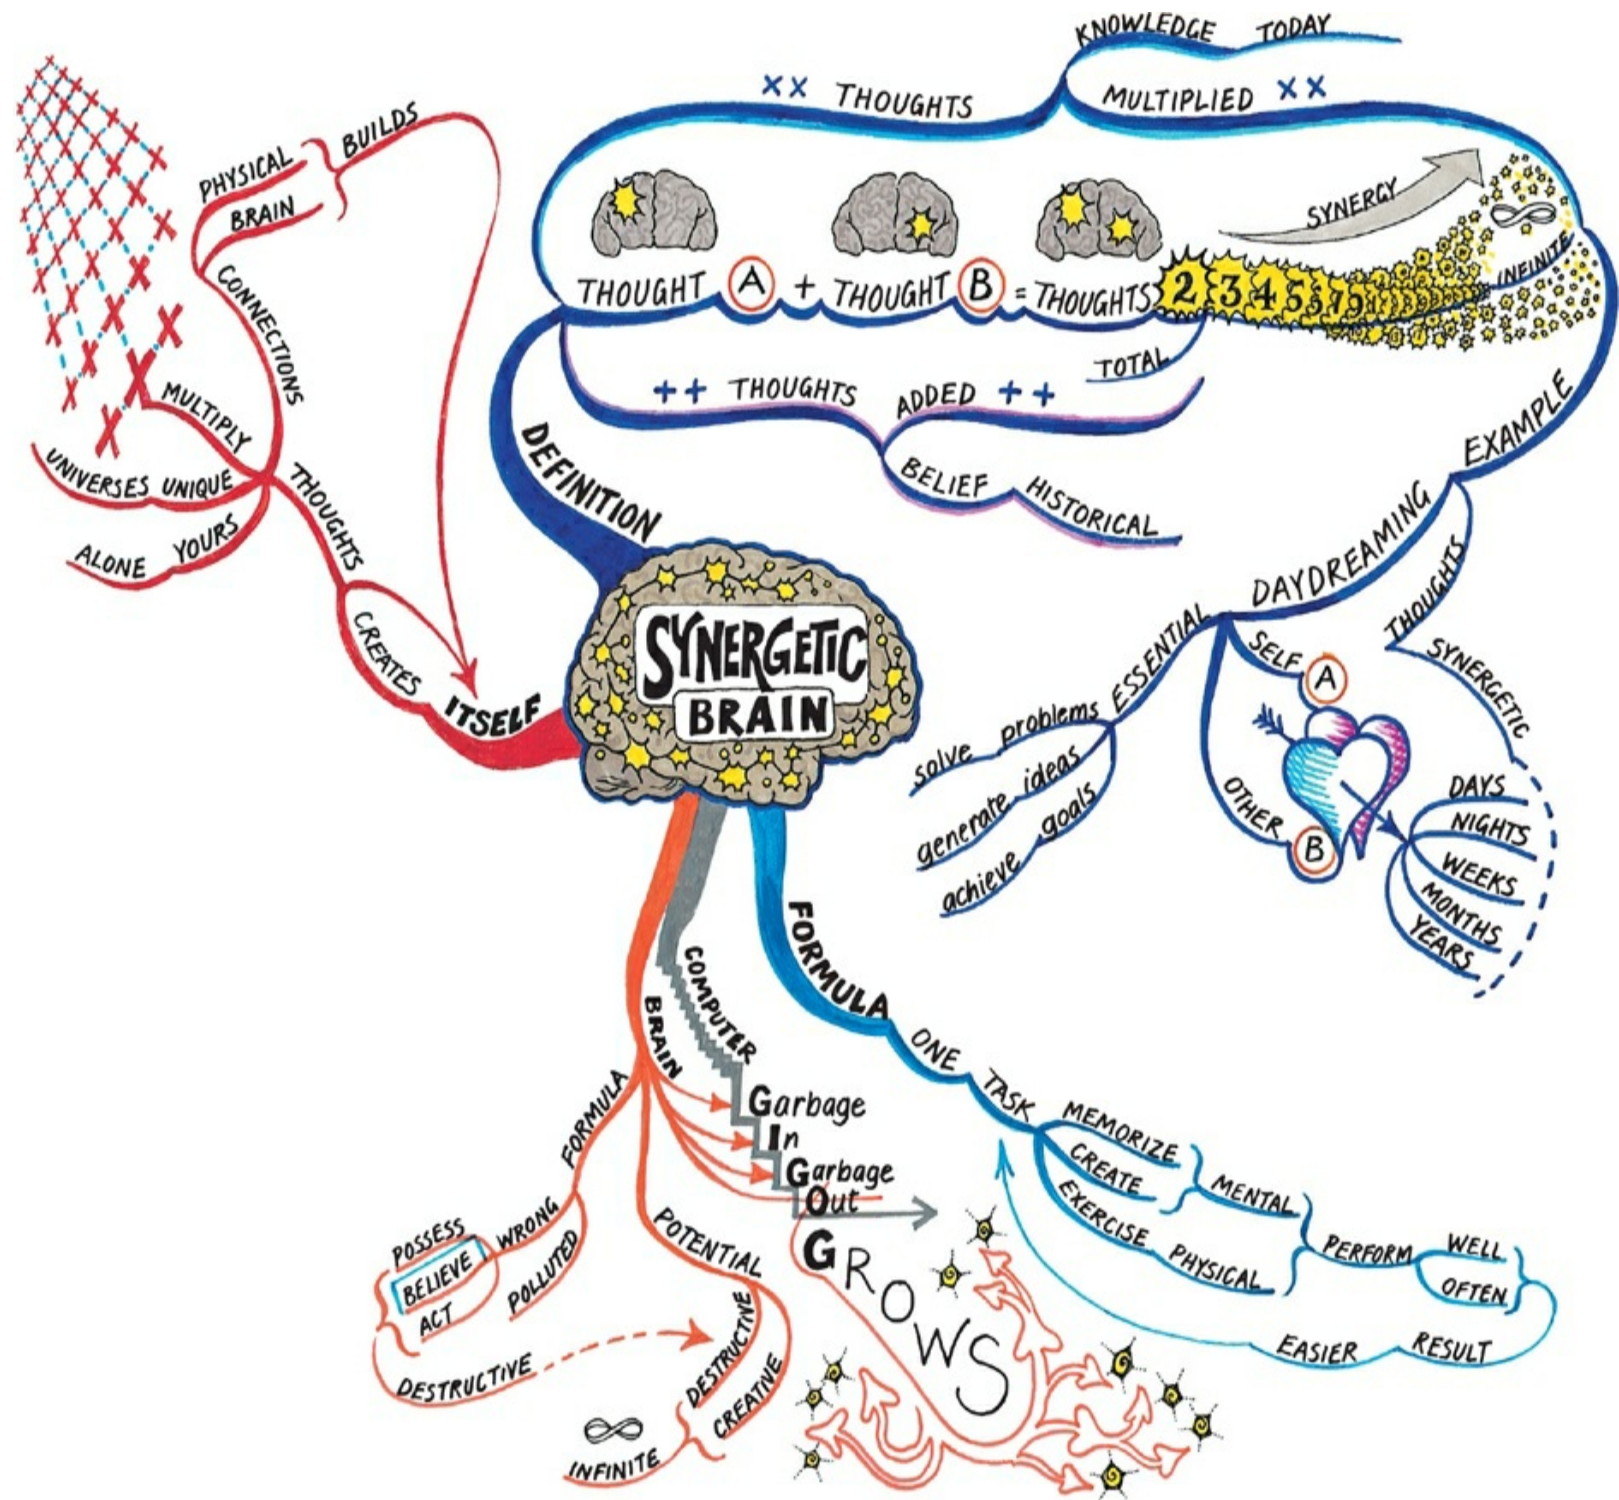 SYNERGETIC
BRAIN
DEFINITION
XX THOUGHTS
MULTIPLIED XX
KNOWLEDGE TODAY
THOUGHT A + THOUGHT B = THOUGHTS 2 3 4 5
SYNERGY
INFINITE
TOTAL
++ THOUGHTS ADDED ++
BELIEF HISTORICAL
EXAMPLE
DAYDREAMING
THOUGHTS
SYNERGETIC
ESSENTIAL
solve problems
generate ideas
achieve goals
SELF A
OTHER B
DAYS
NIGHTS
WEEKS
MONTHS
YEARS
FORMULA
ONE
TASK
MEMORIZE
CREATE
MENTAL
EXERCISE PHYSICAL
PERFORM
WELL
OFTEN
RESULT
EASIER
COMPUTER
Garbage
In
Garbage
Out
GROWS
BRAIN
FORMULA
WRONG
POLLUTED
POSSESS
BELIEVE
ACT
DESTRUCTIVE
POTENTIAL
DESTRUCTIVE
CREATIVE
INFINITE
ITSELF
CREATES
THOUGHTS
MULTIPLY
UNIVERSES UNIQUE
ALONE YOURS
CONNECTIONS
PHYSICAL
BRAIN
BUILDS